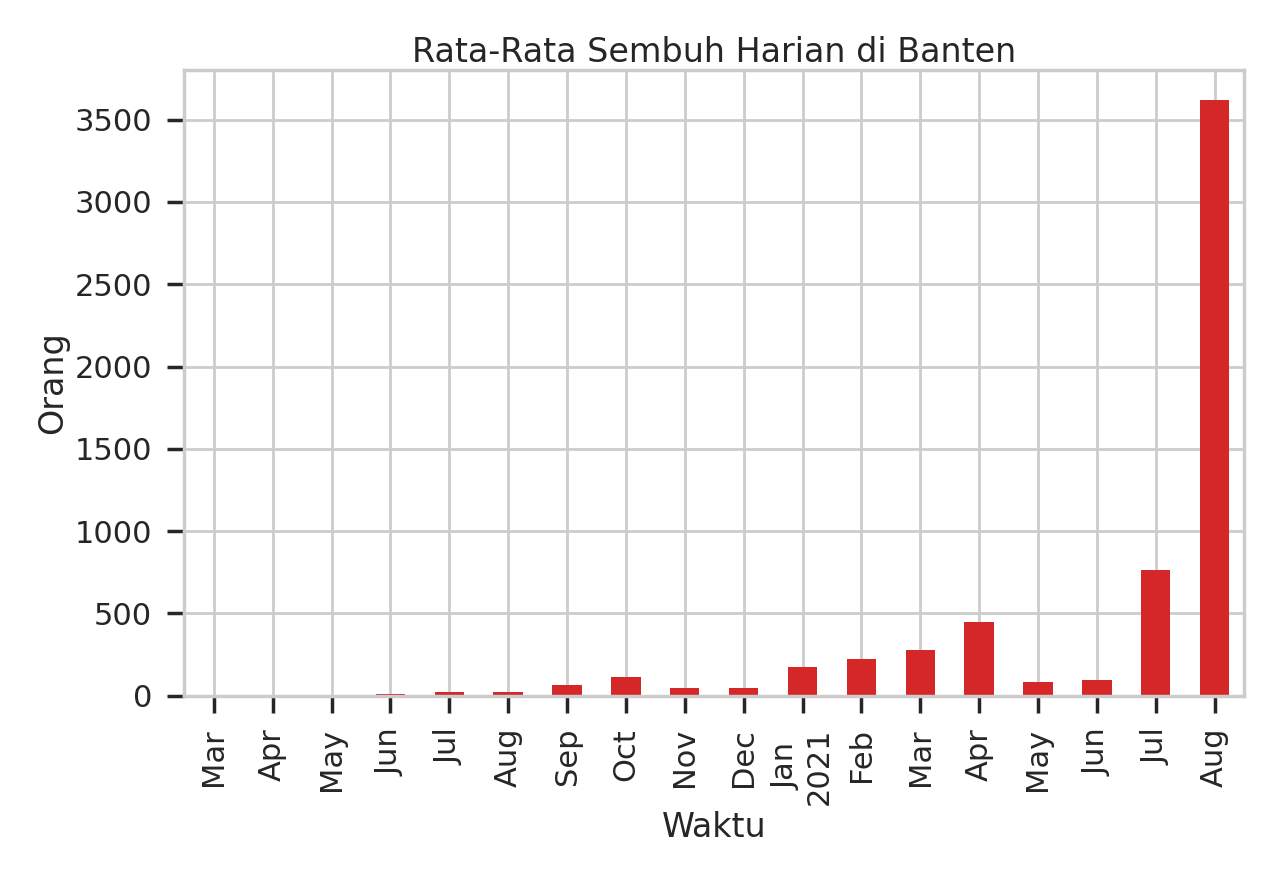 Rata-Rata Sembuh Harian di Banten
3500
3000
2500
2000
1500
1000
500
0
Orang
Mar
Apr
May
Jun
Jul
Aug
Sep
Oct
Nov
Dec
Jan
2021
Feb
Mar
Apr
May
Jun
Jul
Aug
Waktu